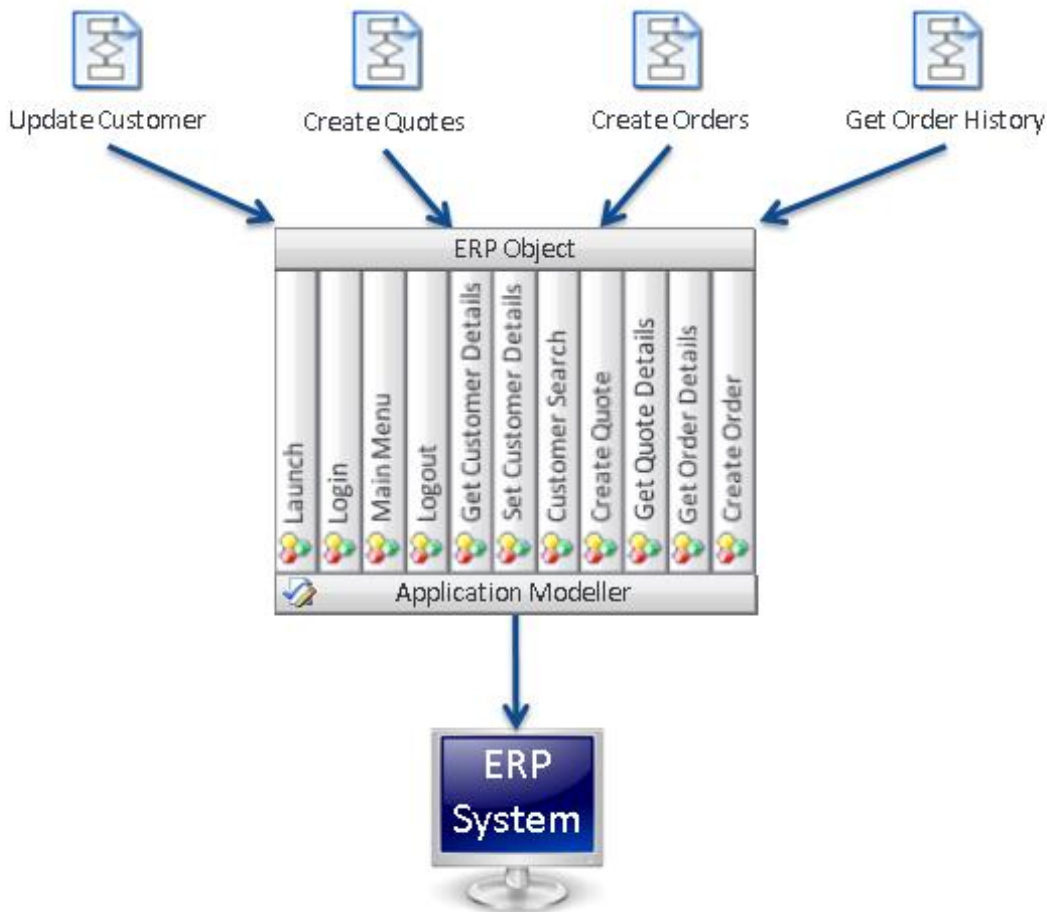 Update Customer
Create Quotes
Create Orders
Get Order History
ERP Object
Launch
Login
Main Menu
Logout
Get Customer Details
Set Customer Details
Customer Search
Create Quote
Get Quote Details
Get Order Details
Create Order
Application Modeller
ERP
System